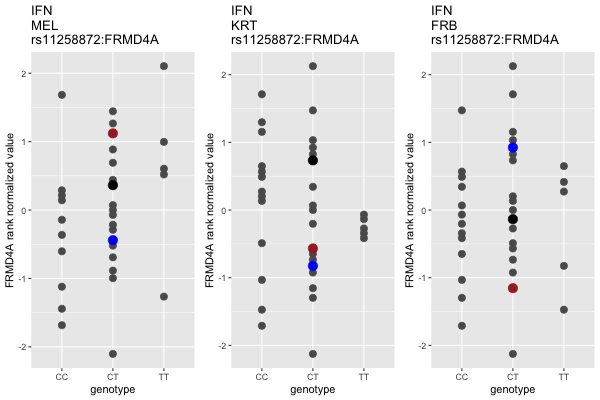 IFN
MEL
rs11258872:FRMD4A
FRMD4A rank normalized value
2
1
0
-1
-2
CC CT TT
genotype
IFN
KRT
rs11258872:FRMD4A
FRMD4A rank normalized value
2
1
0
-1
-2
CC CT TT
genotype
IFN
FRB
rs11258872:FRMD4A
FRMD4A rank normalized value
2
1
0
-1
-2
CC CT TT
genotype